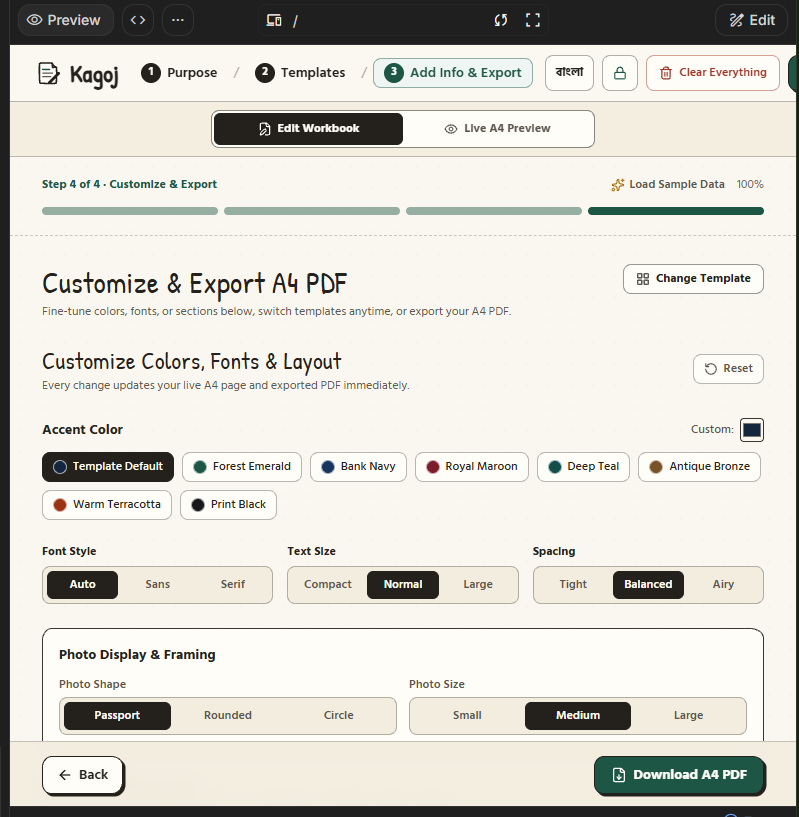 Preview <> ... / Edit
Kagoj 1 Purpose / 2 Templates / 3 Add Info & Export বাংলা Clear Everything
Edit Workbook Live A4 Preview
Step 4 of 4 · Customize & Export Load Sample Data 100%
Customize & Export A4 PDF Change Template
Fine-tune colors, fonts, or sections below, switch templates anytime, or export your A4 PDF.
Customize Colors, Fonts & Layout Reset
Every change updates your live A4 page and exported PDF immediately.
Accent Color Custom:
Template Default Forest Emerald Bank Navy Royal Maroon Deep Teal Antique Bronze
Warm Terracotta Print Black
Font Style Text Size Spacing
Auto Sans Serif Compact Normal Large Tight Balanced Airy
Photo Display & Framing
Photo Shape Photo Size
Passport Rounded Circle Small Medium Large
Back Download A4 PDF